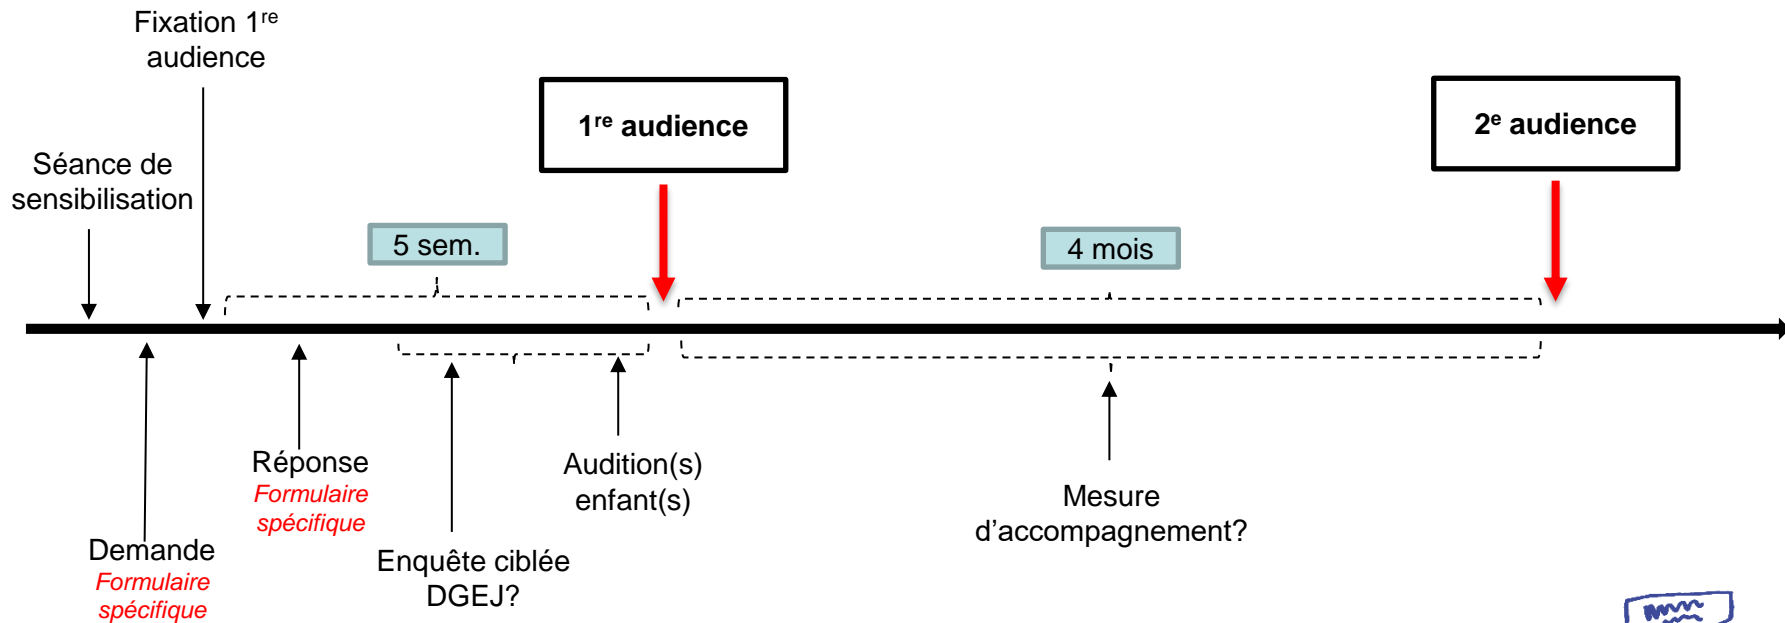 Fixation 1re
audience
1re audience
2e audience
Séance de
sensibilisation
5 sem.
4 mois
Réponse
Formulaire
spécifique
Audition(s)
enfant(s)
Mesure
d’accompagnement?
Demande
Formulaire
spécifique
Enquête ciblée
DGEJ?